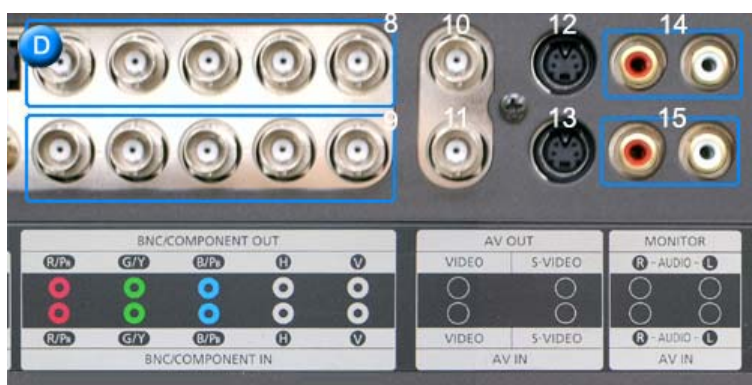 D
8 10 12 14
9 11 13 15
BNC/COMPONENT OUT AV OUT MONITOR
R/PR G/Y B/PB H V VIDEO S-VIDEO R - AUDIO - L
R/PR G/Y B/PB H V VIDEO S-VIDEO R - AUDIO - L
BNC/COMPONENT IN AV IN AV IN